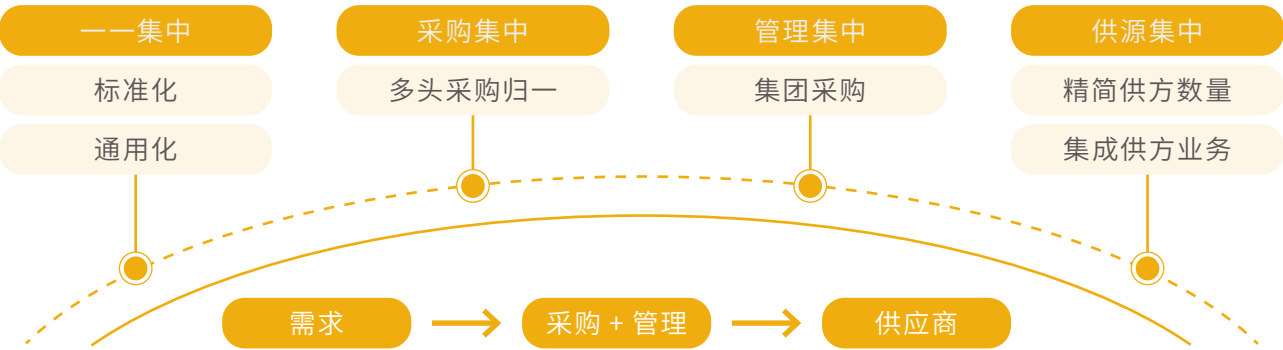 一一集中
标准化
通用化
采购集中
多头采购归一
管理集中
集团采购
供源集中
精简供方数量
集成供方业务
需求
采购 + 管理
供应商